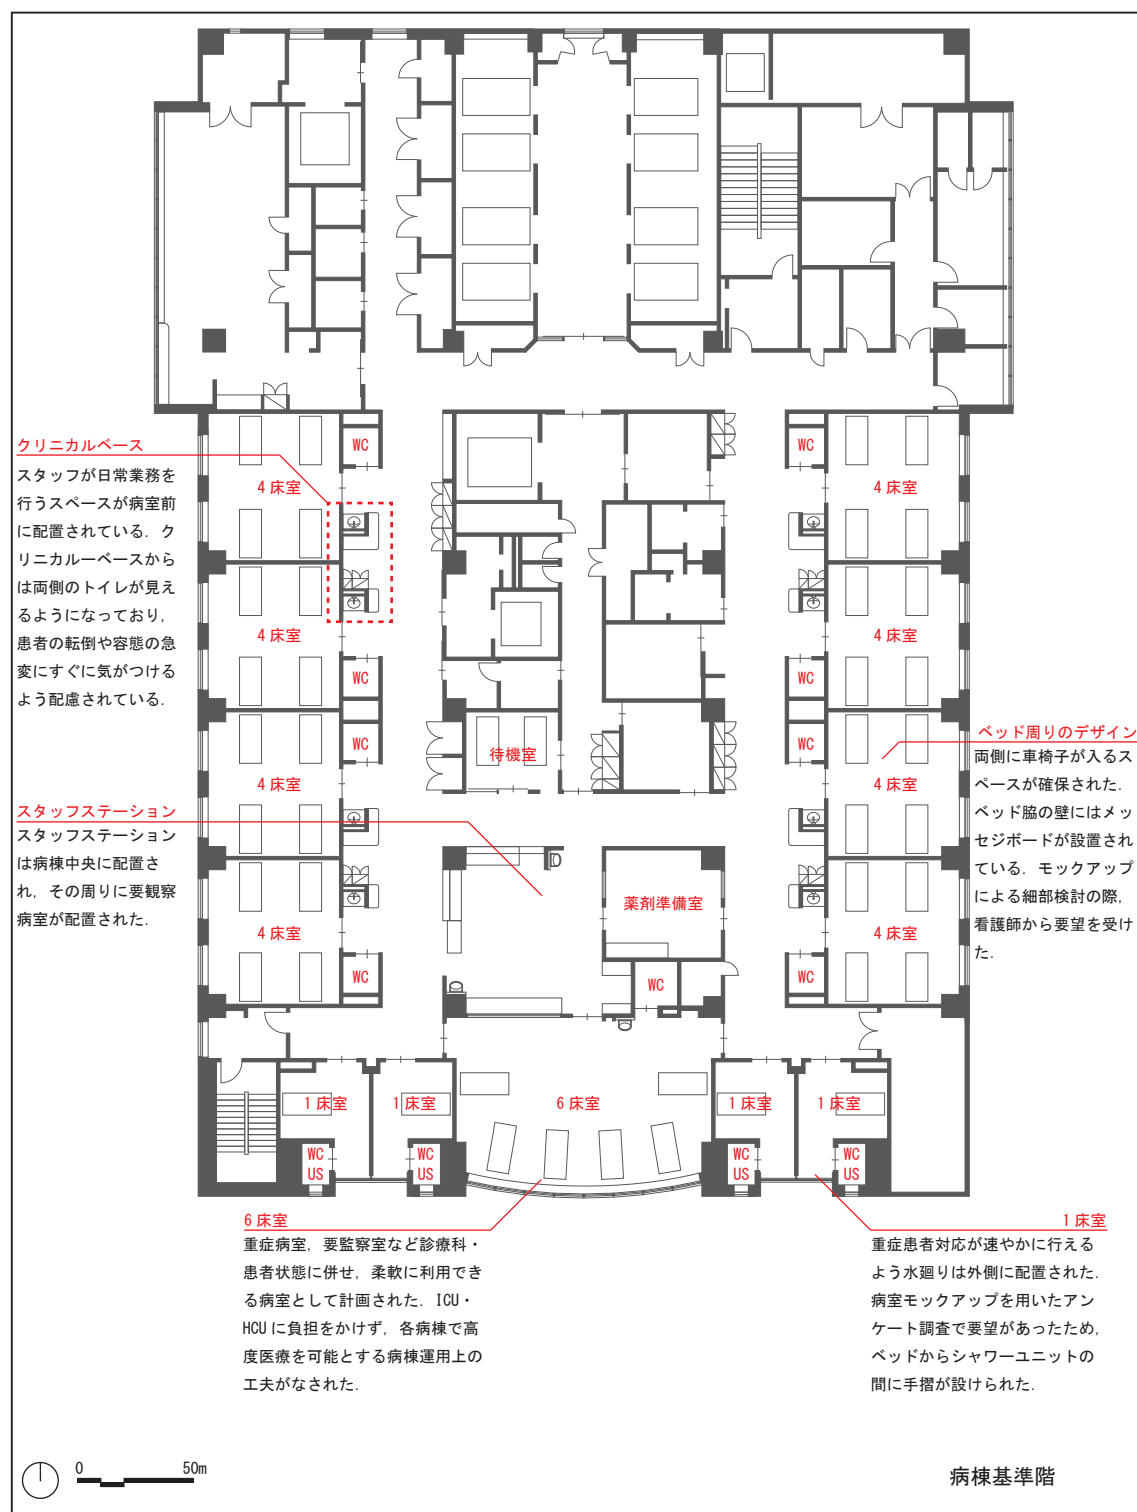 WC
WC
クリニカルベース
スタッフが日常業務を
行うスペースが病室前
に配置されている．ク
リニカルーベースから
は両側のトイレが見え
るようになっており，
患者の転倒や容態の急
変にすぐに気がつける
よう配慮されている．
4 床室
4 床室
4 床室
4 床室
WC
WC
WC
WC
待機室
ベッド周りのデザイン
両側に車椅子が入るス
ペースが確保された．
ベッド脇の壁にはメッ
セジボードが設置され
ている．モックアップ
による細部検討の際，
看護師から要望を受け
た．
4 床室
4 床室
スタッフステーション
スタッフステーション
は病棟中央に配置さ
れ，その周りに要観察
病室が配置された．
薬剤準備室
4 床室
4 床室
WC
WC
WC
1 床室
1 床室
6 床室
1 床室
1 床室
WC
US
WC
US
WC
US
WC
US
6 床室
重症病室，要監察室など診療科・
患者状態に併せ，柔軟に利用でき
る病室として計画された．ICU・
HCU に負担をかけず，各病棟で高
度医療を可能とする病棟運用上の
工夫がなされた．
1 床室
重症患者対応が速やかに行える
よう水廻りは外側に配置された．
病室モックアップを用いたアン
ケート調査で要望があったため，
ベッドからシャワーユニットの
間に手摺が設けられた．
0
50m
病棟基準階